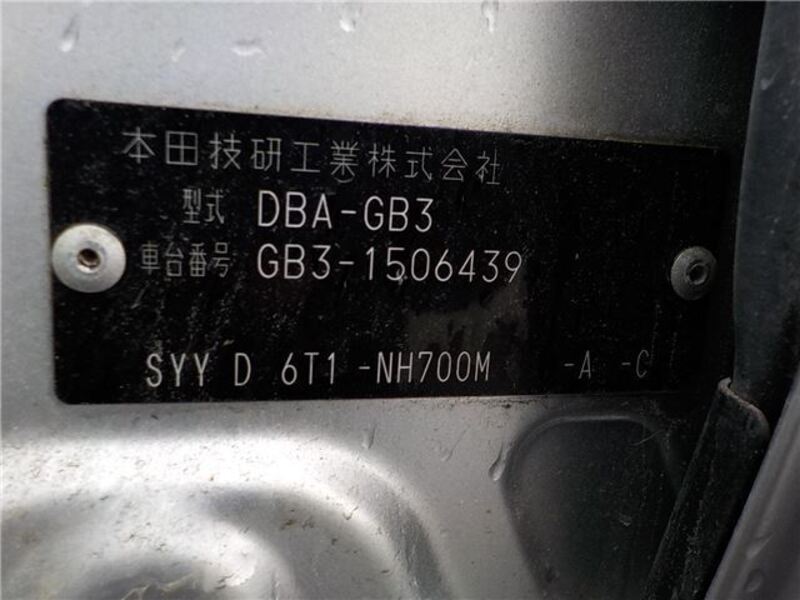 本田技研工業株式会社
型式 DBA-GB3
車台番号 GB3-1506439
SYY D 6T1 -NH700M -A -C